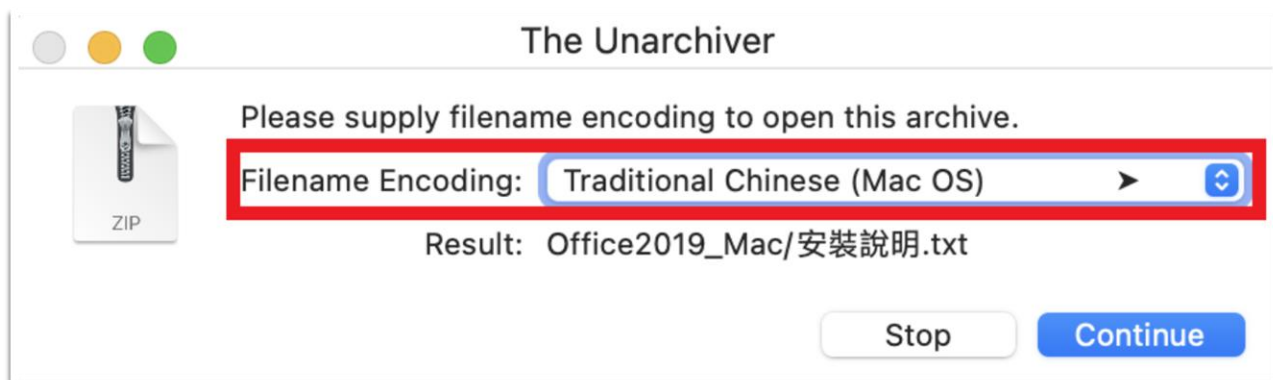 The Unarchiver
Please supply filename encoding to open this archive.
Filename Encoding: Traditional Chinese (Mac OS)
ZIP
Result: Office2019_Mac/安裝說明.txt
Stop Continue